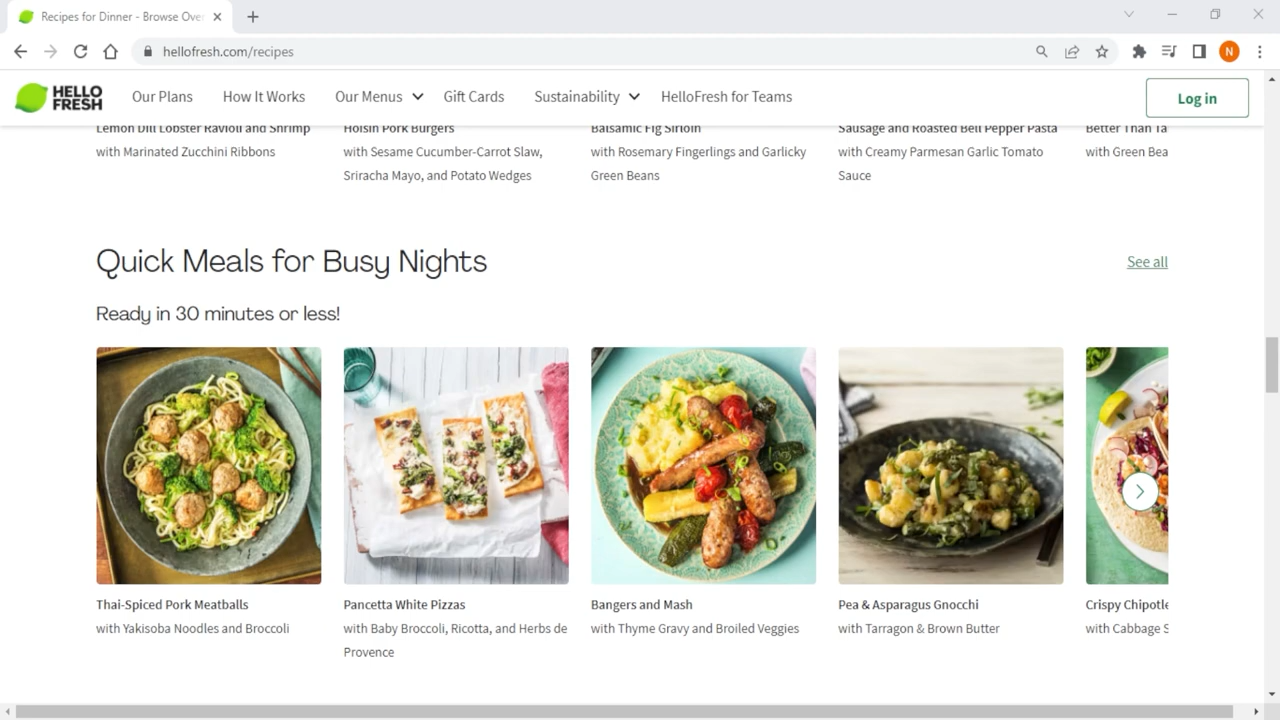 Recipes for Dinner - Browse Over
hellofresh.com/recipes
N
HELLO
FRESH
Our Plans
How It Works
Our Menus
Gift Cards
Sustainability
HelloFresh for Teams
Log in
Lemon Dill Lobster Ravioli and Shrimp
with Marinated Zucchini Ribbons
Hoisin Pork Burgers
with Sesame Cucumber-Carrot Slaw,
Sriracha Mayo, and Potato Wedges
Balsamic Fig Sirloin
with Rosemary Fingerlings and Garlicky
Green Beans
Sausage and Roasted Bell Pepper Pasta
with Creamy Parmesan Garlic Tomato
Sauce
Better Than Ta
with Green Bea
Quick Meals for Busy Nights
See all
Ready in 30 minutes or less!
Thai-Spiced Pork Meatballs
with Yakisoba Noodles and Broccoli
Pancetta White Pizzas
with Baby Broccoli, Ricotta, and Herbs de
Provence
Bangers and Mash
with Thyme Gravy and Broiled Veggies
Pea & Asparagus Gnocchi
with Tarragon & Brown Butter
Crispy Chipotle
with Cabbage S